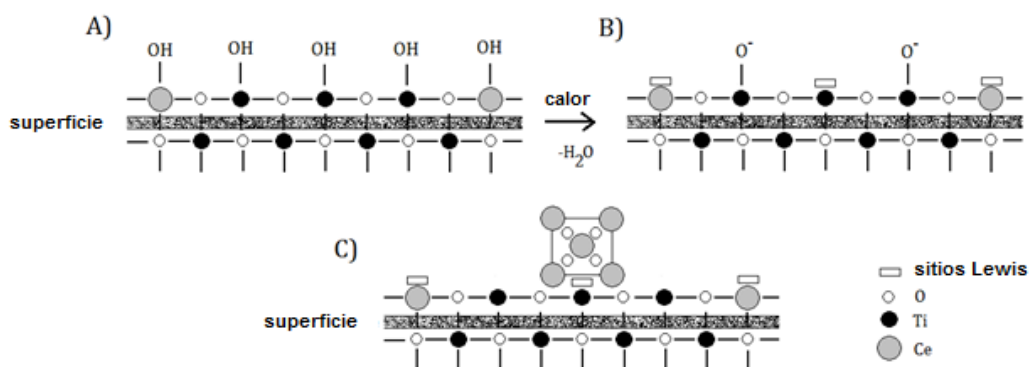 A)
OH OH OH OH OH
superficie
calor
-H₂O
B)
O⁻ O⁻
C)
superficie
sitios Lewis
O
Ti
Ce